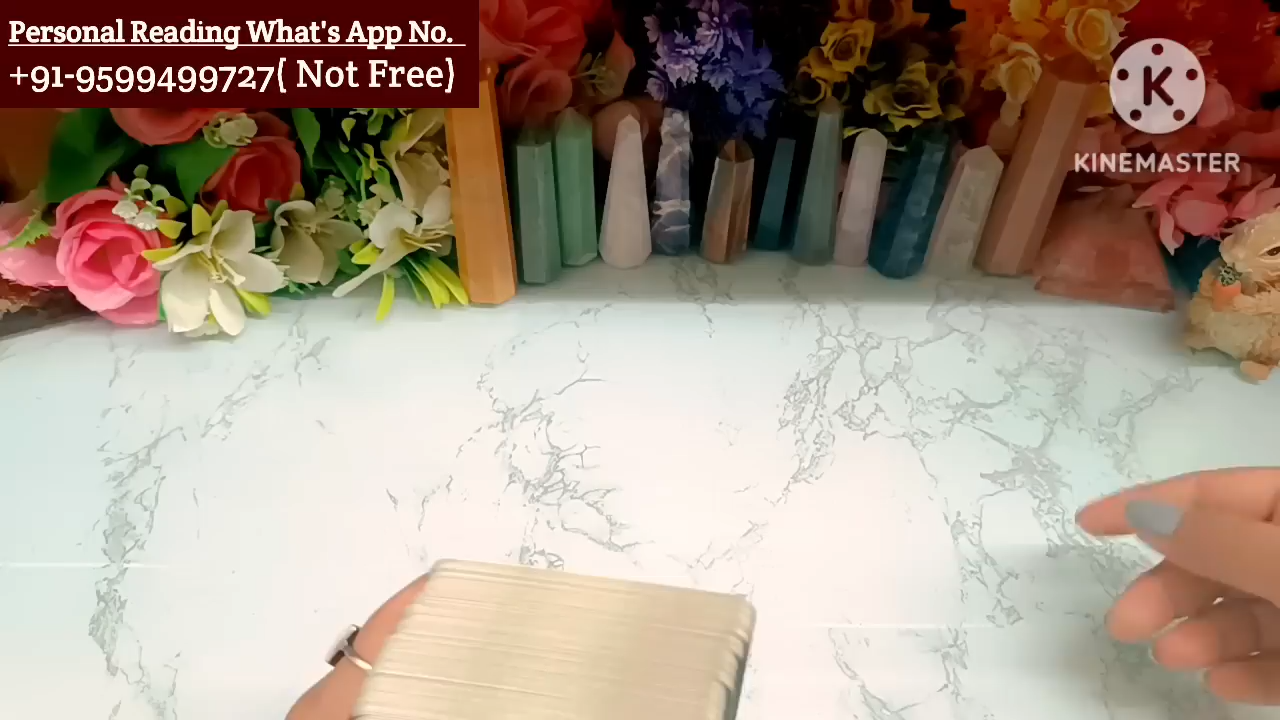 Personal Reading What's App No.
+91-9599499727( Not Free)
K
KINEMASTER